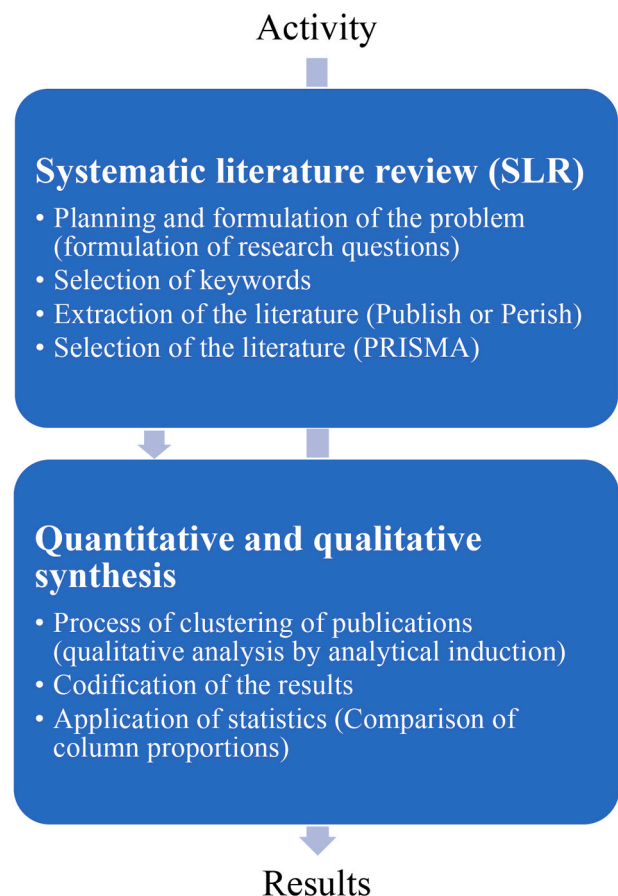 Activity
Systematic literature review (SLR)
• Planning and formulation of the problem
(formulation of research questions)
• Selection of keywords
• Extraction of the literature (Publish or Perish)
• Selection of the literature (PRISMA)
Quantitative and qualitative
synthesis
• Process of clustering of publications
(qualitative analysis by analytical induction)
• Codification of the results
• Application of statistics (Comparison of
column proportions)
Results